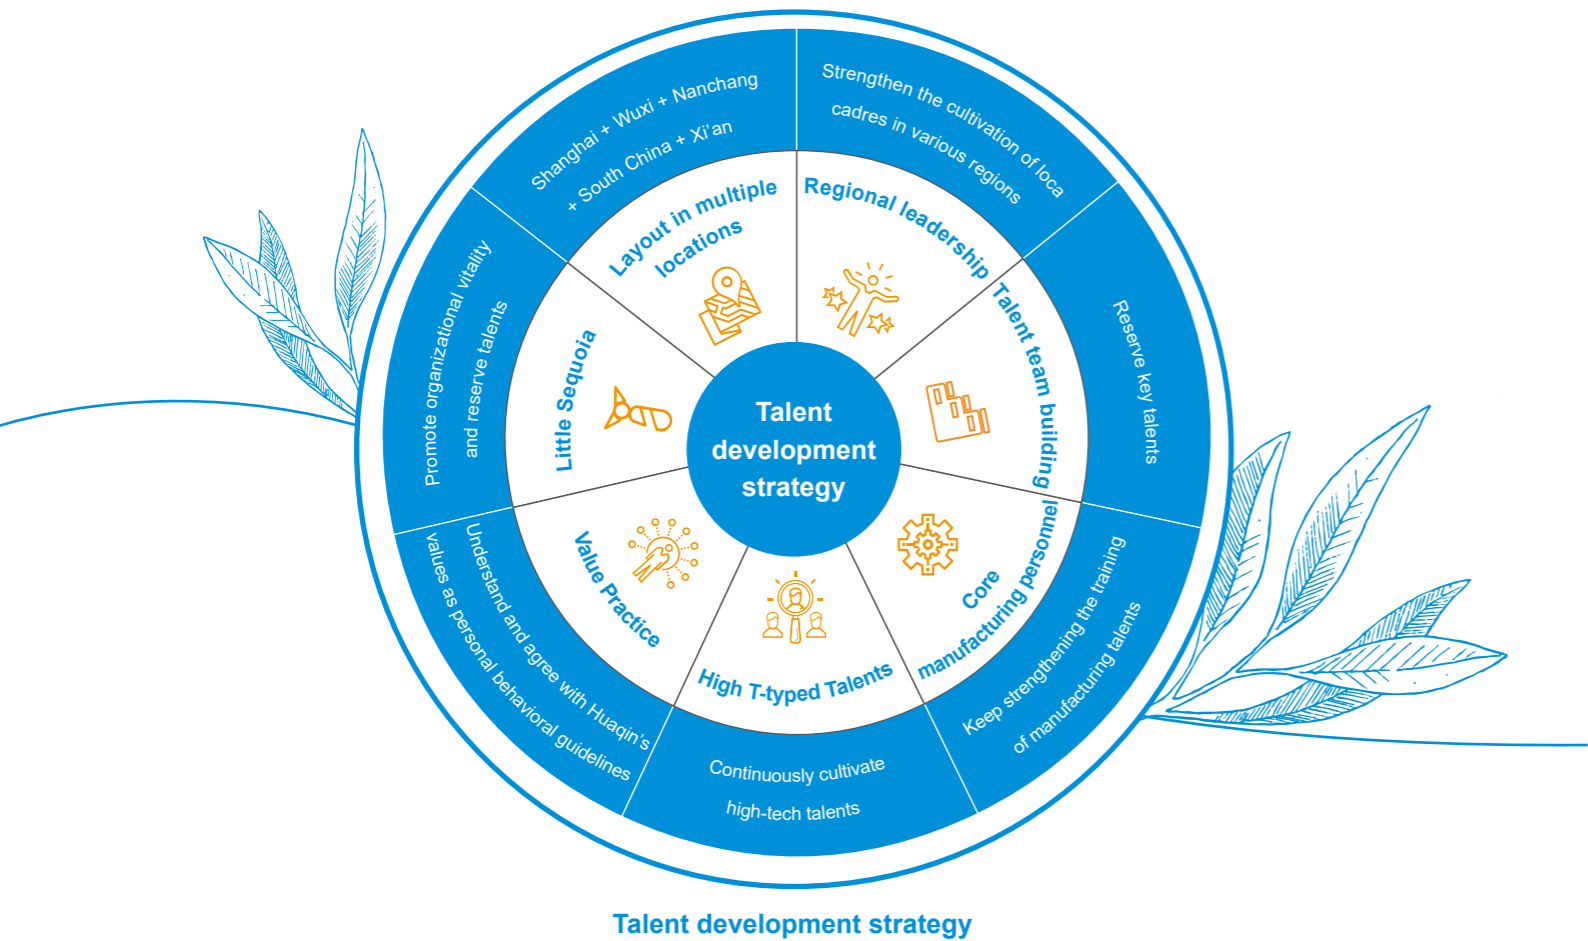 Shanghai + Wuxi + Nanchang
+ South China + Xi'an
Layout in multiple
locations
Strengthen the cultivation of loca
cadres in various regions
Regional leadership
Reserve key talents
Talent team building
Keep strengthening the training
of manufacturing talents
Core
manufacturing personnel
Continuously cultivate
high-tech talents
High T-typed Talents
Understand and agree with Huaqin's
values as personal behavioral guidelines
Value Practice
Promote organizational vitality
and reserve talents
Little Sequoia
Talent
development
strategy
Talent development strategy